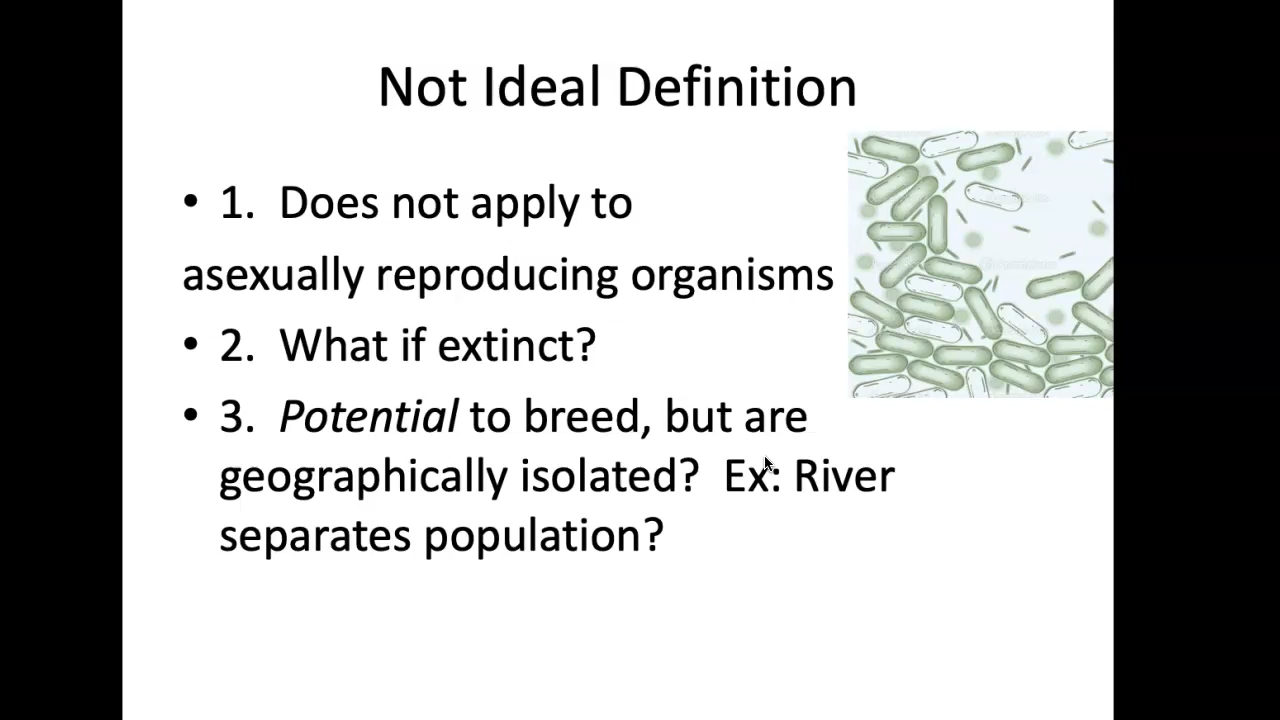 Not Ideal Definition
• 1. Does not apply to
asexually reproducing organisms
• 2. What if extinct?
• 3. Potential to breed, but are
geographically isolated? Ex: River
separates population?